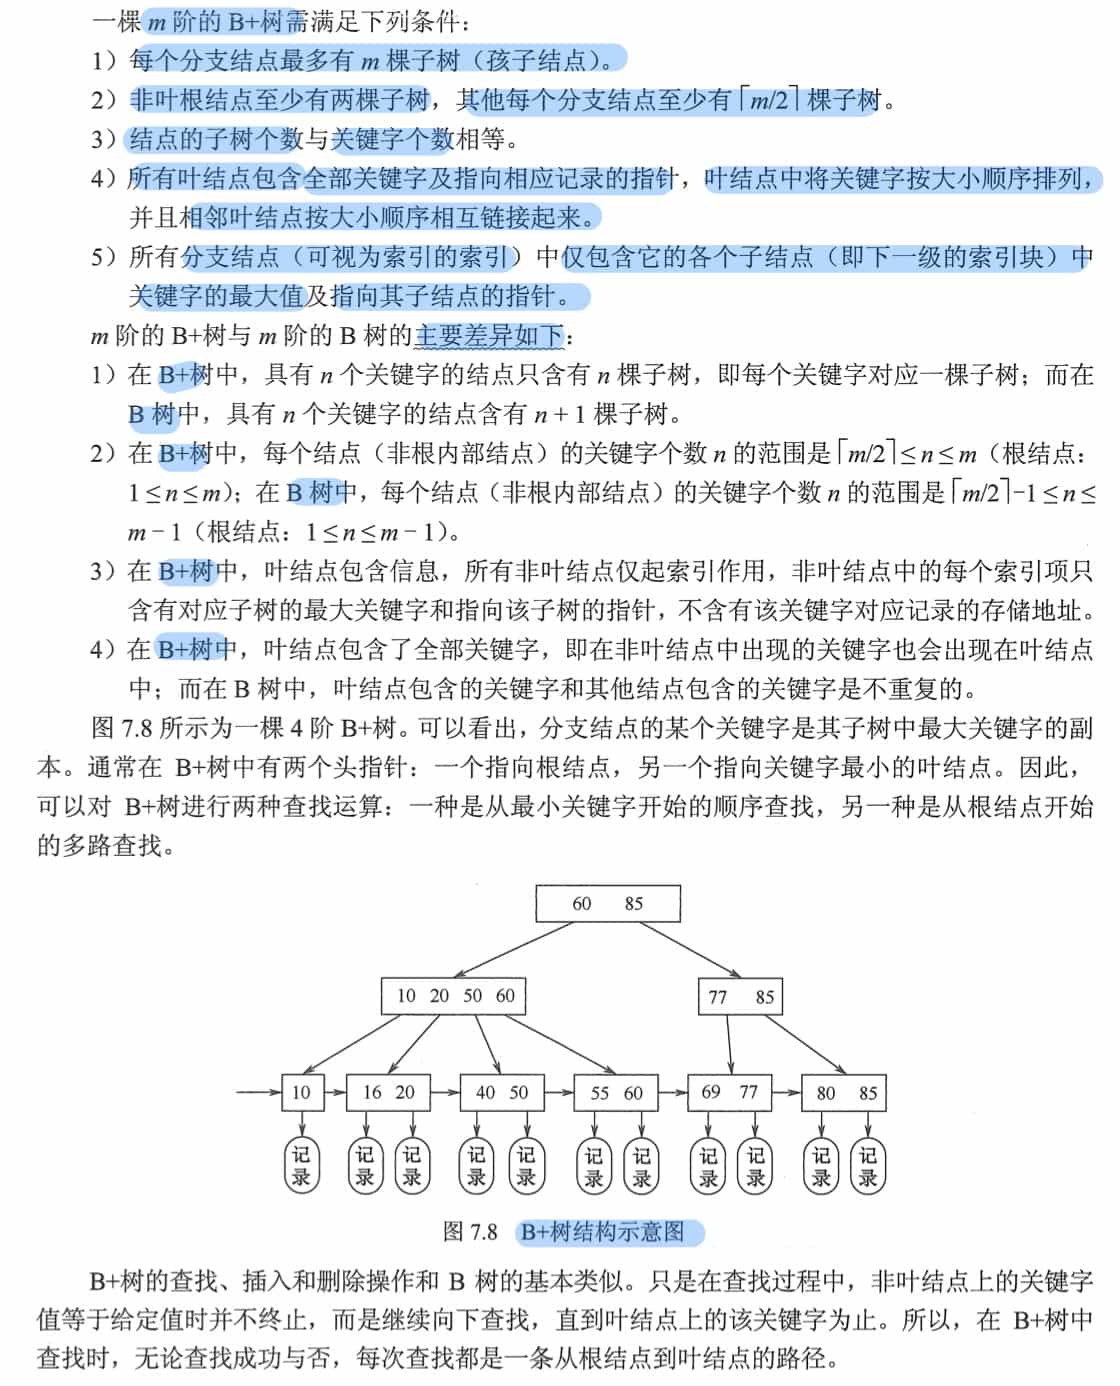 一棵 m 阶的 B+树需满足下列条件：
1）每个分支结点最多有 m 棵子树（孩子结点）。
2）非叶根结点至少有两棵子树，其他每个分支结点至少有⌈m/2⌉棵子树。
3）结点的子树个数与关键字个数相等。
4）所有叶结点包含全部关键字及指向相应记录的指针，叶结点中将关键字按大小顺序排列，
并且相邻叶结点按大小顺序相互链接起来。
5）所有分支结点（可视为索引的索引）中仅包含它的各个子结点（即下一级的索引块）中
关键字的最大值及指向其子结点的指针。
m 阶的 B+树与 m 阶的 B 树的主要差异如下：
1）在 B+树中，具有 n 个关键字的结点只含有 n 棵子树，即每个关键字对应一棵子树；而在
B 树中，具有 n 个关键字的结点含有 n + 1 棵子树。
2）在 B+树中，每个结点（非根内部结点）的关键字个数 n 的范围是⌈m/2⌉≤n≤m（根结点：
1≤n≤m）；在 B 树中，每个结点（非根内部结点）的关键字个数 n 的范围是⌈m/2⌉−1≤n≤
m − 1（根结点：1≤n≤m − 1）。
3）在 B+树中，叶结点包含信息，所有非叶结点仅起索引作用，非叶结点中的每个索引项只
含有对应子树的最大关键字和指向该子树的指针，不含有该关键字对应记录的存储地址。
4）在 B+树中，叶结点包含了全部关键字，即在非叶结点中出现的关键字也会出现在叶结点
中；而在 B 树中，叶结点包含的关键字和其他结点包含的关键字是不重复的。
图 7.8 所示为一棵 4 阶 B+树。可以看出，分支结点的某个关键字是其子树中最大关键字的副
本。通常在 B+树中有两个头指针：一个指向根结点，另一个指向关键字最小的叶结点。因此，
可以对 B+树进行两种查找运算：一种是从最小关键字开始的顺序查找，另一种是从根结点开始
的多路查找。
60 85
10 20 50 60 77 85
10 16 20 40 50 55 60 69 77 80 85
记录 记录 记录 记录 记录 记录 记录 记录 记录 记录 记录
图 7.8 B+树结构示意图
B+树的查找、插入和删除操作和 B 树的基本类似。只是在查找过程中，非叶结点上的关键字
值等于给定值时并不终止，而是继续向下查找，直到叶结点上的该关键字为止。所以，在 B+树中
查找时，无论查找成功与否，每次查找都是一条从根结点到叶结点的路径。